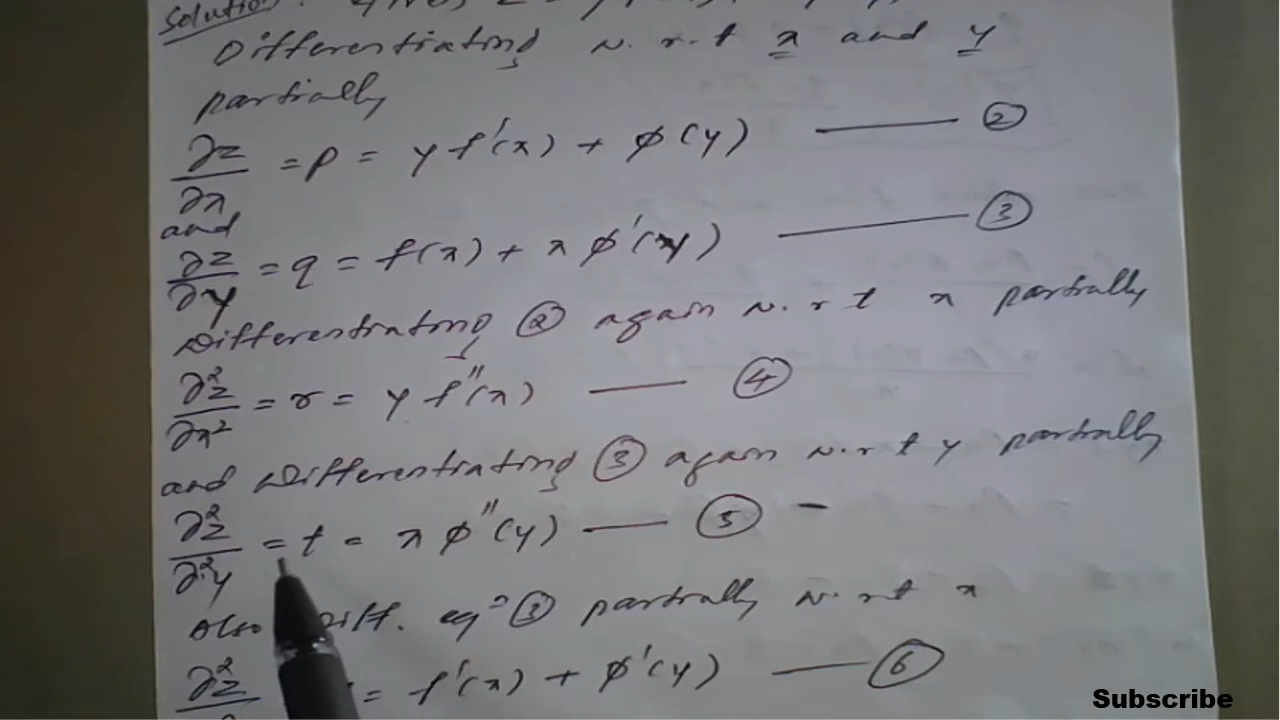 Solution:
Differentiating w.r.t x and y
partially
∂z/∂x = p = y f'(x) + φ(y) —— ②
and
∂z/∂y = q = f(x) + x φ'(y) —— ③
Differentiating ② again w.r.t x partially
∂²z/∂x² = r = y f''(x) —— ④
and Differentiating ③ again w.r.t y partially
∂²z/∂²y = t = x φ''(y) —— ⑤ -
Also diff. eqⁿ ③ partially w.r.t x
∂²z = f'(x) + φ'(y) —— ⑥
Subscribe